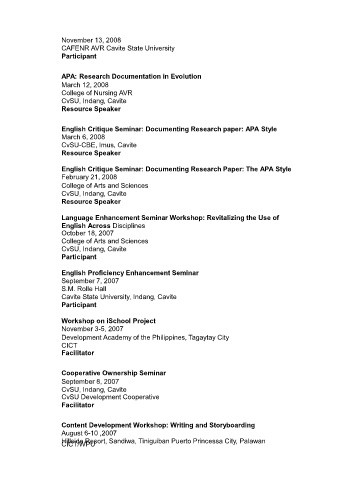 November 13, 2008
CAFENR AVR Cavite State University
Participant
APA: Research Documentation in Evolution
March 12, 2008
College of Nursing AVR
CvSU, Indang, Cavite
Resource Speaker
English Critique Seminar: Documenting Research paper: APA Style
March 6, 2008
CvSU-CBE, Imus, Cavite
Resource Speaker
English Critique Seminar: Documenting Research Paper: The APA Style
February 21, 2008
College of Arts and Sciences
CvSU, Indang, Cavite
Resource Speaker
Language Enhancement Seminar Workshop: Revitalizing the Use of
English Across Disciplines
October 18, 2007
College of Arts and Sciences
CvSU, Indang, Cavite
Participant
English Proficiency Enhancement Seminar
September 7, 2007
S.M. Rolle Hall
Cavite State University, Indang, Cavite
Participant
Workshop on iSchool Project
November 3-5, 2007
Development Academy of the Philippines, Tagaytay City
CICT
Facilitator
Cooperative Ownership Seminar
September 8, 2007
CvSU, Indang, Cavite
CvSU Development Cooperative
Facilitator
Content Development Workshop: Writing and Storyboarding
August 6-10 ,2007
Hillside Resort, Sandiwa, Tiniguiban Puerto Princessa City, Palawan
CICT/WPU